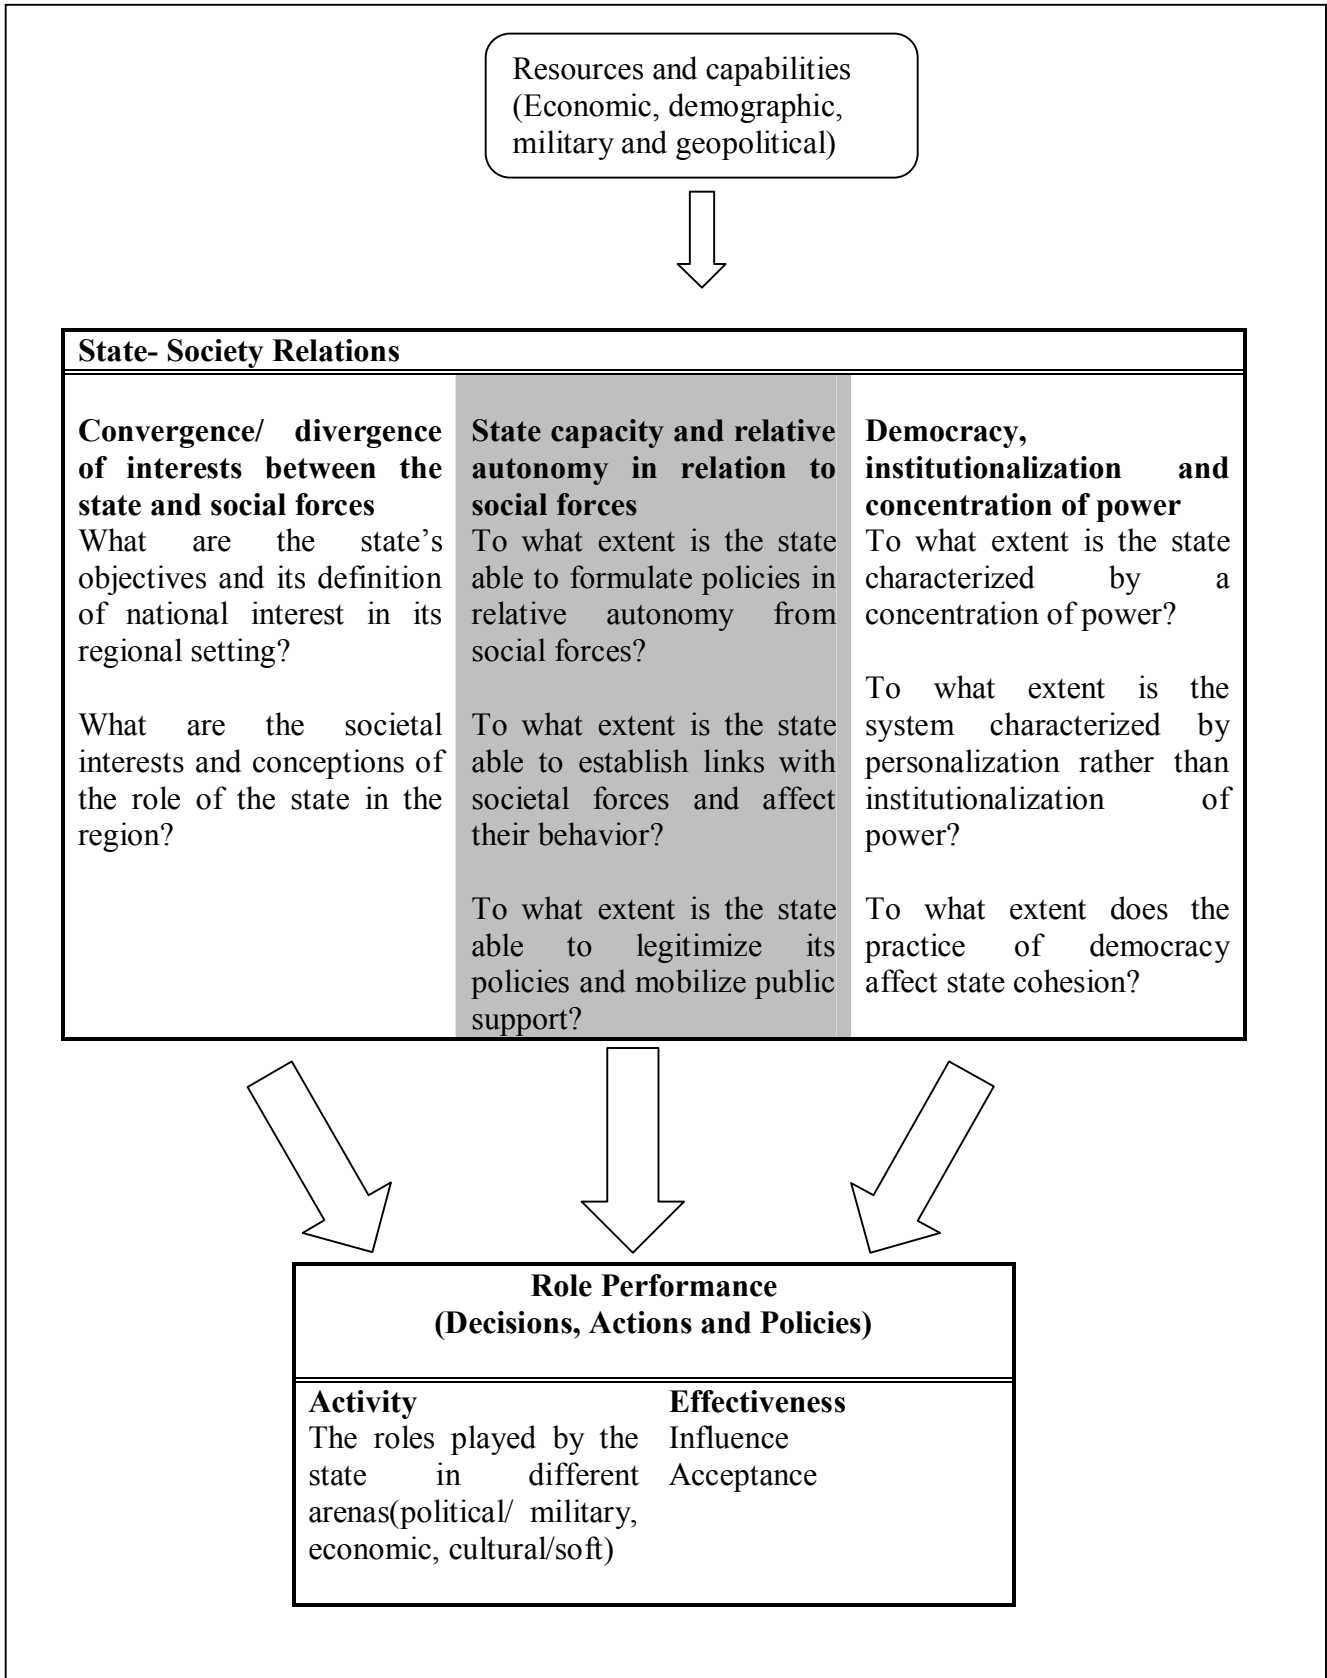 Resources and capabilities
(Economic, demographic,
military and geopolitical)
State- Society Relations
Convergence/ divergence
of interests between the
state and social forces
What are the state’s
objectives and its definition
of national interest in its
regional setting?
What are the societal
interests and conceptions of
the role of the state in the
region?
State capacity and relative
autonomy in relation to
social forces
To what extent is the state
able to formulate policies in
relative autonomy from
social forces?
To what extent is the state
able to establish links with
societal forces and affect
their behavior?
To what extent is the state
able to legitimize its
policies and mobilize public
support?
Democracy,
institutionalization and
concentration of power
To what extent is the state
characterized by a
concentration of power?
To what extent is the
system characterized by
personalization rather than
institutionalization of
power?
To what extent does the
practice of democracy
affect state cohesion?
Role Performance
(Decisions, Actions and Policies)
Activity
The roles played by the
state in different
arenas(political/ military,
economic, cultural/soft)
Effectiveness
Influence
Acceptance